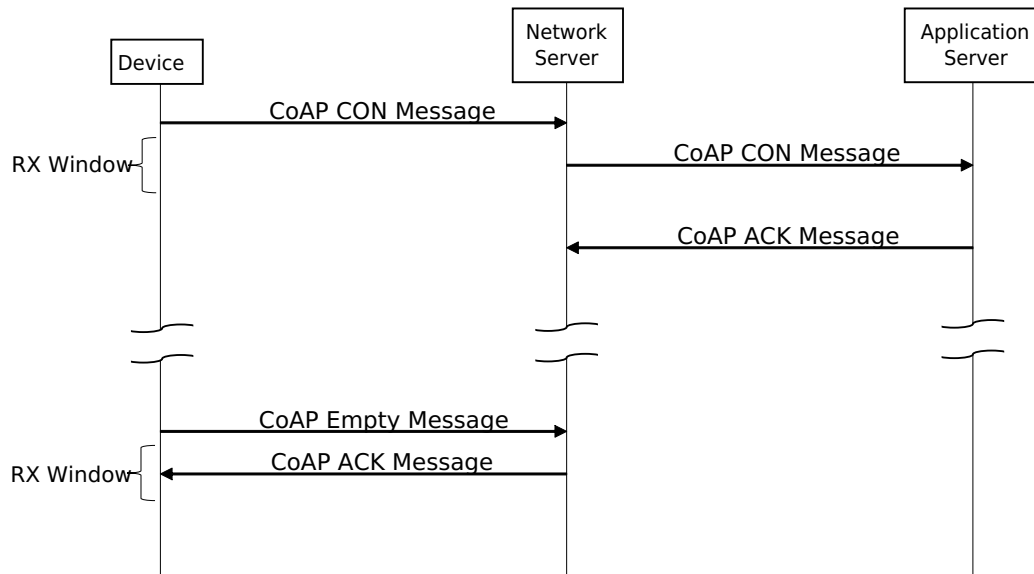 Device
Network
Server
Application
Server
CoAP CON Message
RX Window
CoAP CON Message
CoAP ACK Message
CoAP Empty Message
RX Window
CoAP ACK Message